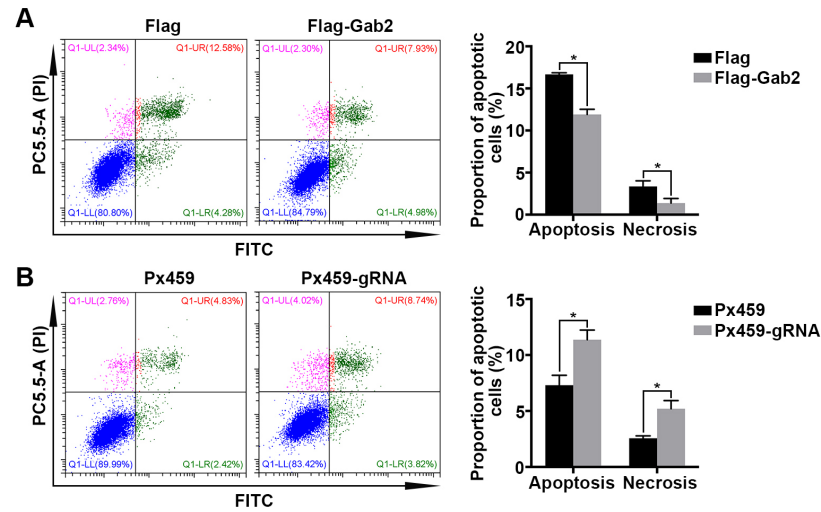 A
Flag
Flag-Gab2
Q1-UL(2.34%)
Q1-UR(12.58%)
Q1-UL(2.30%)
Q1-UR(7.93%)
PC5.5-A (PI)
Q1-LL(80.80%)
Q1-LR(4.28%)
Q1-LL(84.79%)
Q1-LR(4.98%)
FITC
Proportion of apoptotic
cells (%)
20
15
10
5
0
*
*
Apoptosis
Necrosis
Flag
Flag-Gab2
B
Px459
Px459-gRNA
Q1-UL(2.76%)
Q1-UR(4.83%)
Q1-UL(4.02%)
Q1-UR(8.74%)
PC5.5-A (PI)
Q1-LL(89.99%)
Q1-LR(2.42%)
Q1-LL(83.42%)
Q1-LR(3.82%)
FITC
Proportion of apoptotic
cells (%)
15
10
5
0
*
*
Apoptosis
Necrosis
Px459
Px459-gRNA